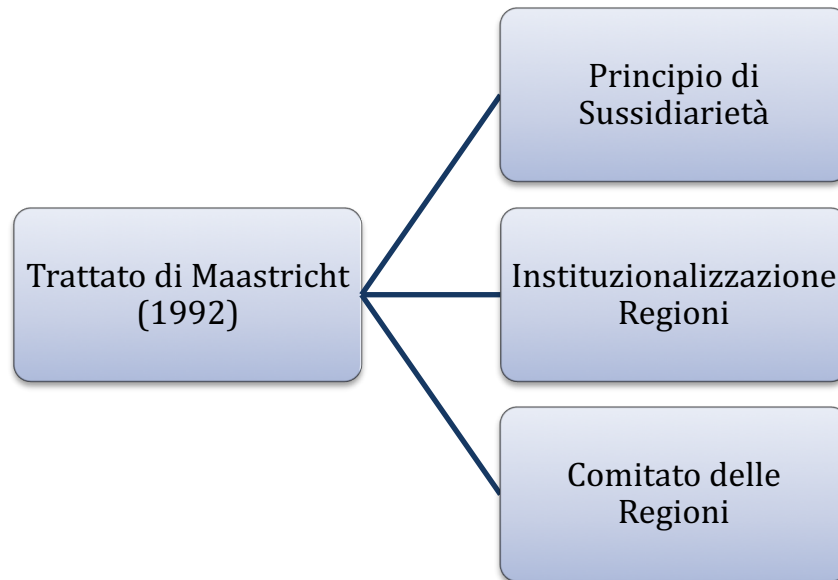 Principio di
Sussidiarietà
Trattato di Maastricht
(1992)
Instituzionalizzazione
Regioni
Comitato delle
Regioni